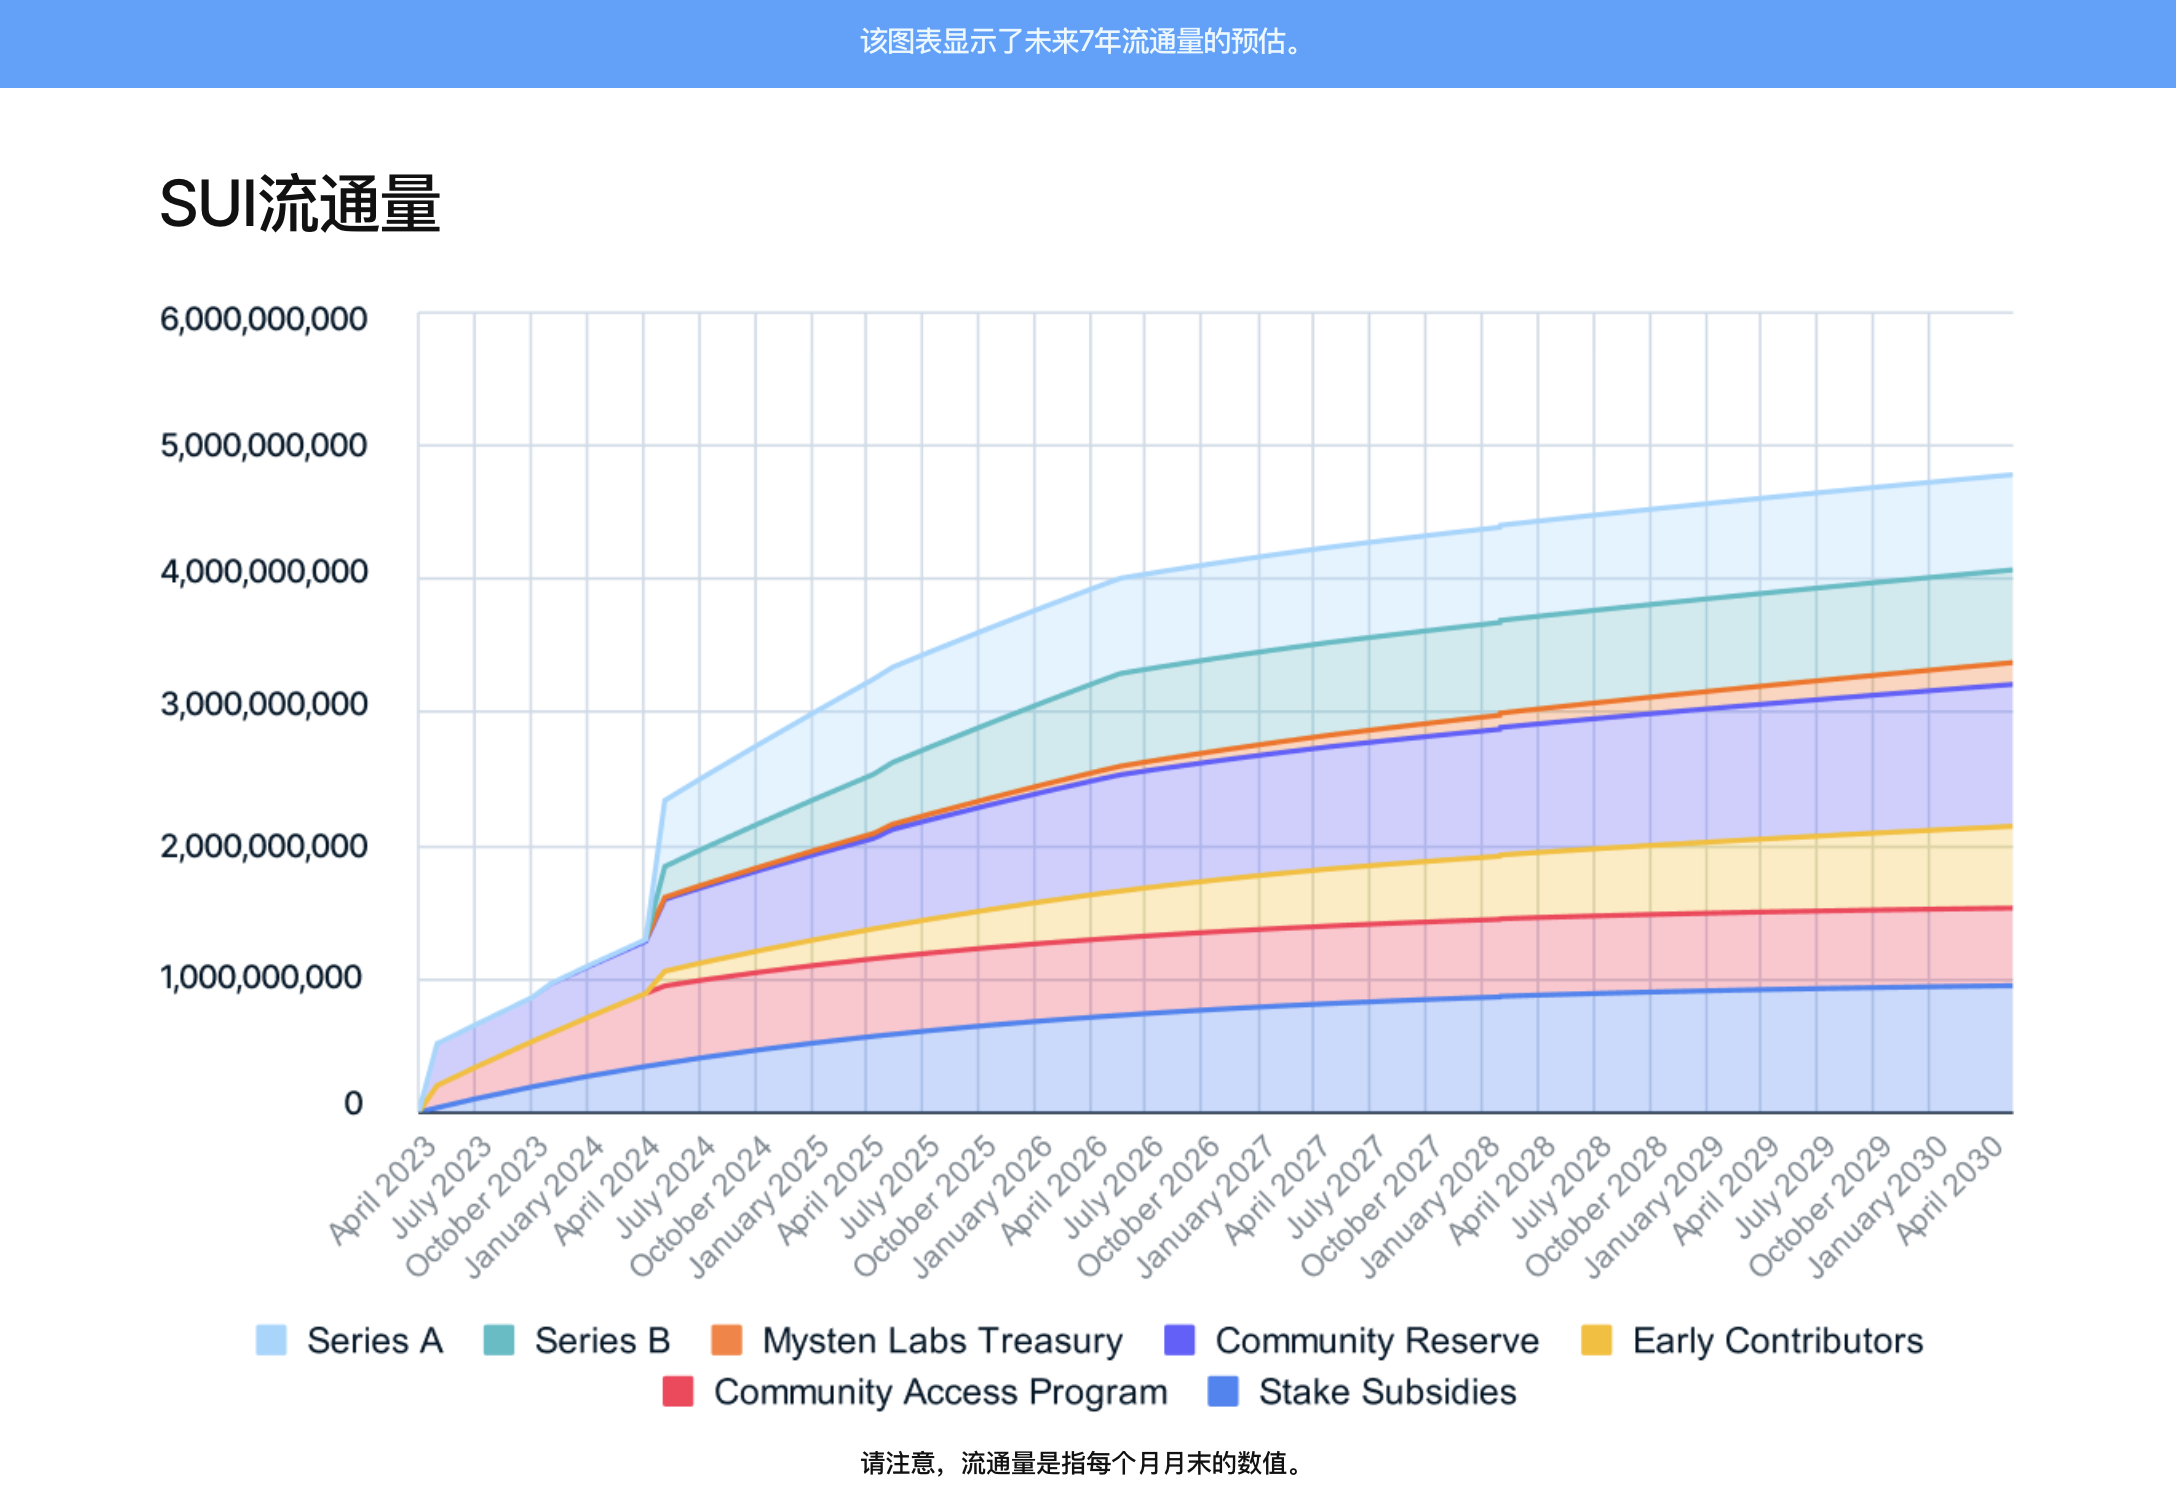 该图表显示了未来7年流通量的预估。
SUI流通量
6,000,000,000
5,000,000,000
4,000,000,000
3,000,000,000
2,000,000,000
1,000,000,000
0
April 2023
July 2023
October 2023
January 2024
April 2024
July 2024
October 2024
January 2025
April 2025
July 2025
October 2025
January 2026
April 2026
July 2026
October 2026
January 2027
April 2027
July 2027
October 2027
January 2028
April 2028
July 2028
October 2028
January 2029
April 2029
July 2029
October 2029
January 2030
April 2030
Series A Series B Mysten Labs Treasury Community Reserve Early Contributors
Community Access Program Stake Subsidies
请注意，流通量是指每个月月末的数值。